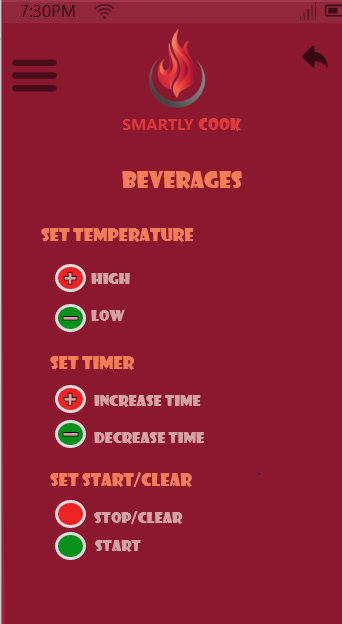 7:30PM
SMARTLY COOK
BEVERAGES
SET TEMPERATURE
HIGH
LOW
SET TIMER
INCREASE TIME
DECREASE TIME
SET START/CLEAR
STOP/CLEAR
START